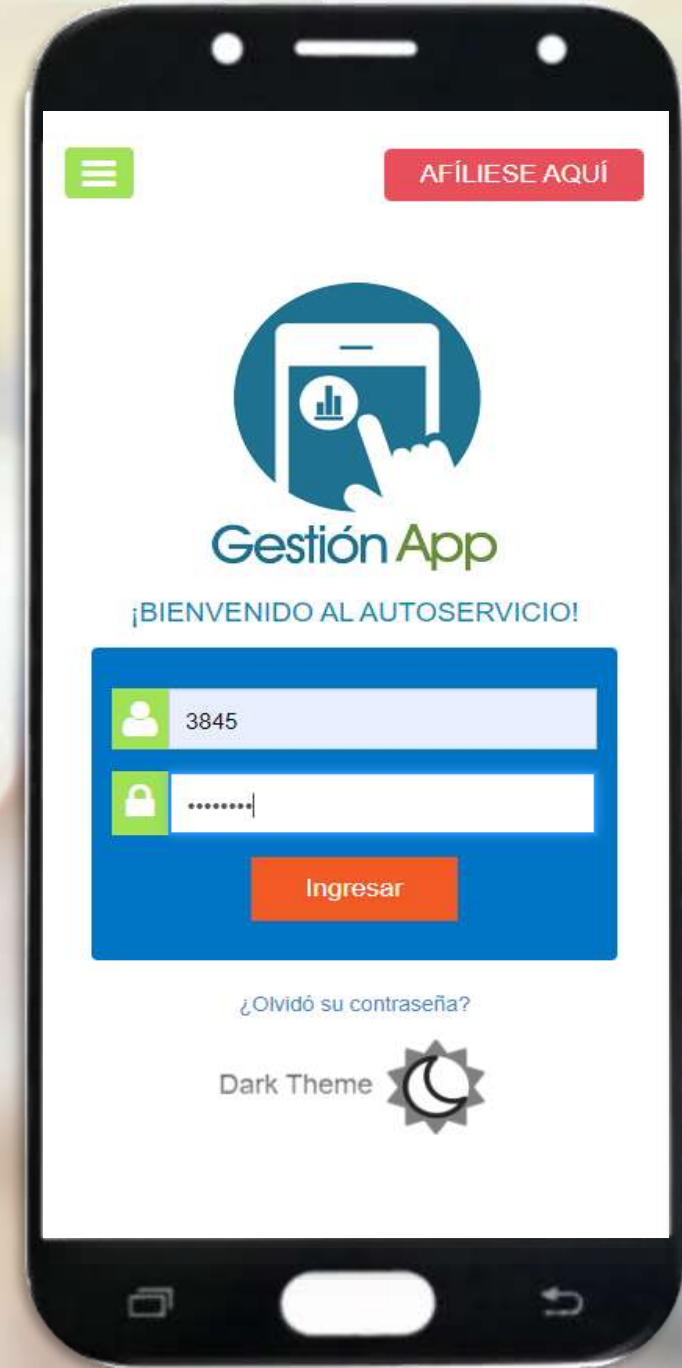 AFÍLIESE AQUÍ
Gestión App
¡BIENVENIDO AL AUTOSERVICIO!
3845
••••••••
Ingresar
¿Olvidó su contraseña?
Dark Theme